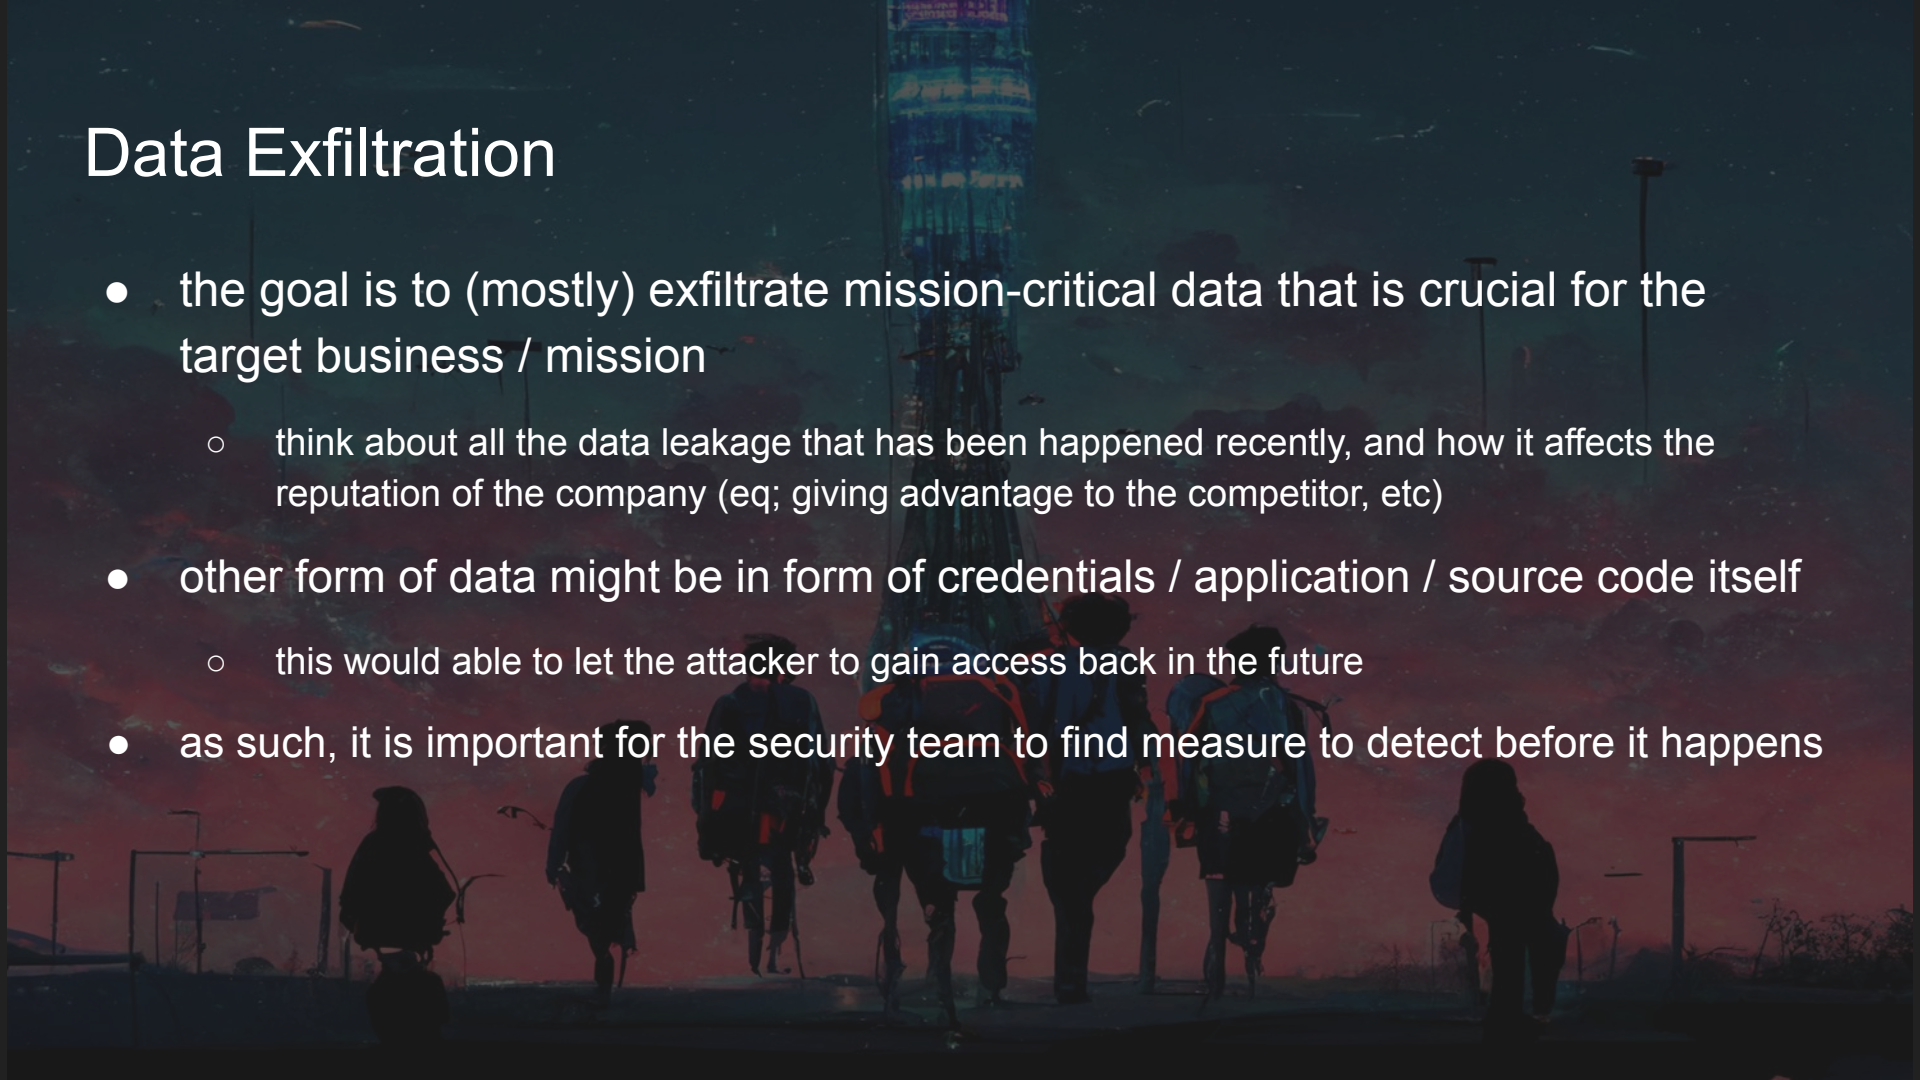 Data Exfiltration
● the goal is to (mostly) exfiltrate mission-critical data that is crucial for the
target business / mission
○ think about all the data leakage that has been happened recently, and how it affects the
reputation of the company (eq; giving advantage to the competitor, etc)
● other form of data might be in form of credentials / application / source code itself
○ this would able to let the attacker to gain access back in the future
● as such, it is important for the security team to find measure to detect before it happens